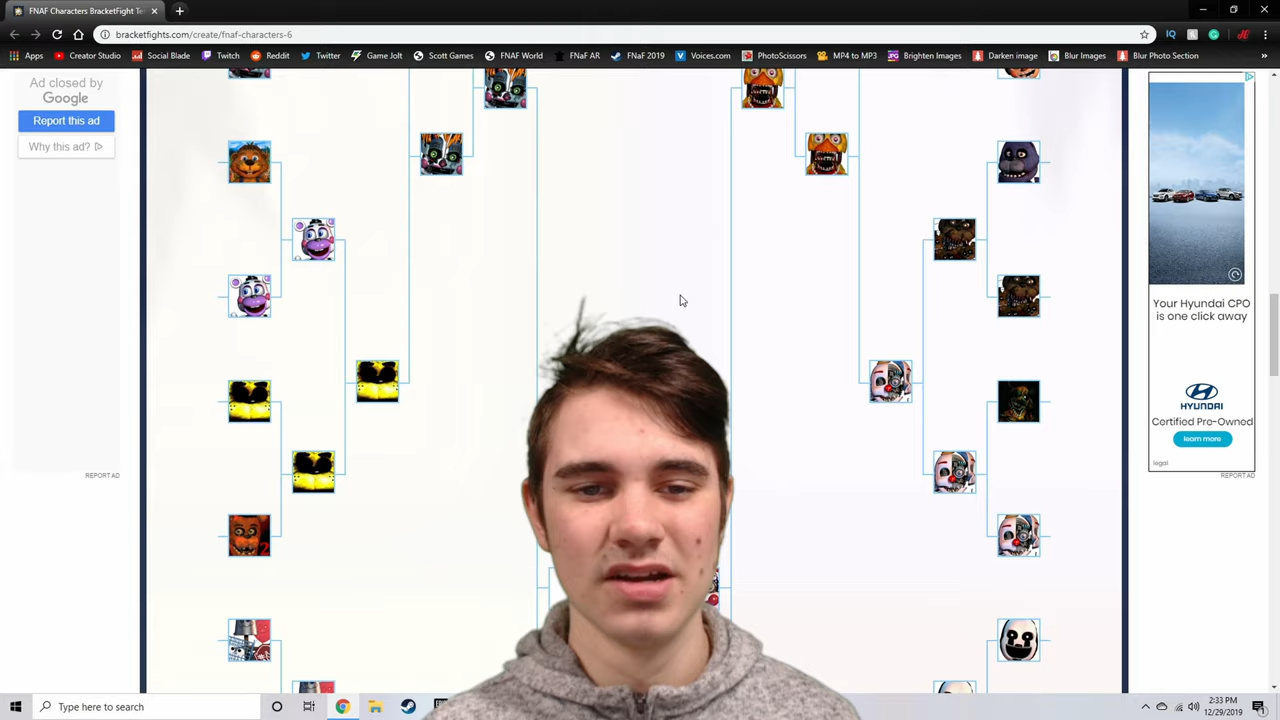 FNAF Characters BracketFight Te
bracketfights.com/create/fnaf-characters-6
Apps Creator Studio Social Blade Twitch Reddit Twitter Game Jolt Scott Games FNAF World FNaF AR FNaF 2019 Voices.com PhotoScissors MP4 to MP3 Brighten Images Darken image Blur Images Blur Photo Section
Ad closed by
Google
Report this ad
Why this ad?
REPORT AD
Your Hyundai CPO
is one click away
HYUNDAI
Certified Pre-Owned
learn more
legal
REPORT AD
2
Type here to search
2:33 PM
12/29/2019